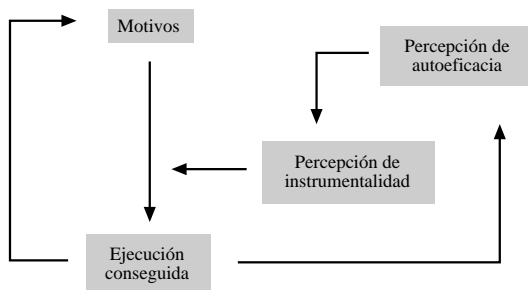 Motivos
Percepción de
autoeficacia
Percepción de
instrumentalidad
Ejecución
conseguida